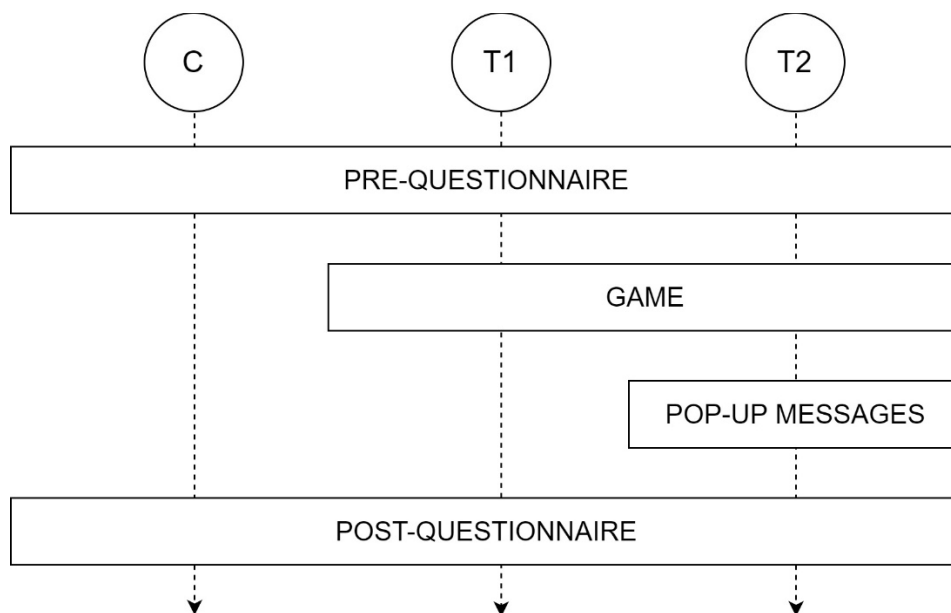 C
T1
T2
PRE-QUESTIONNAIRE
GAME
POP-UP MESSAGES
POST-QUESTIONNAIRE